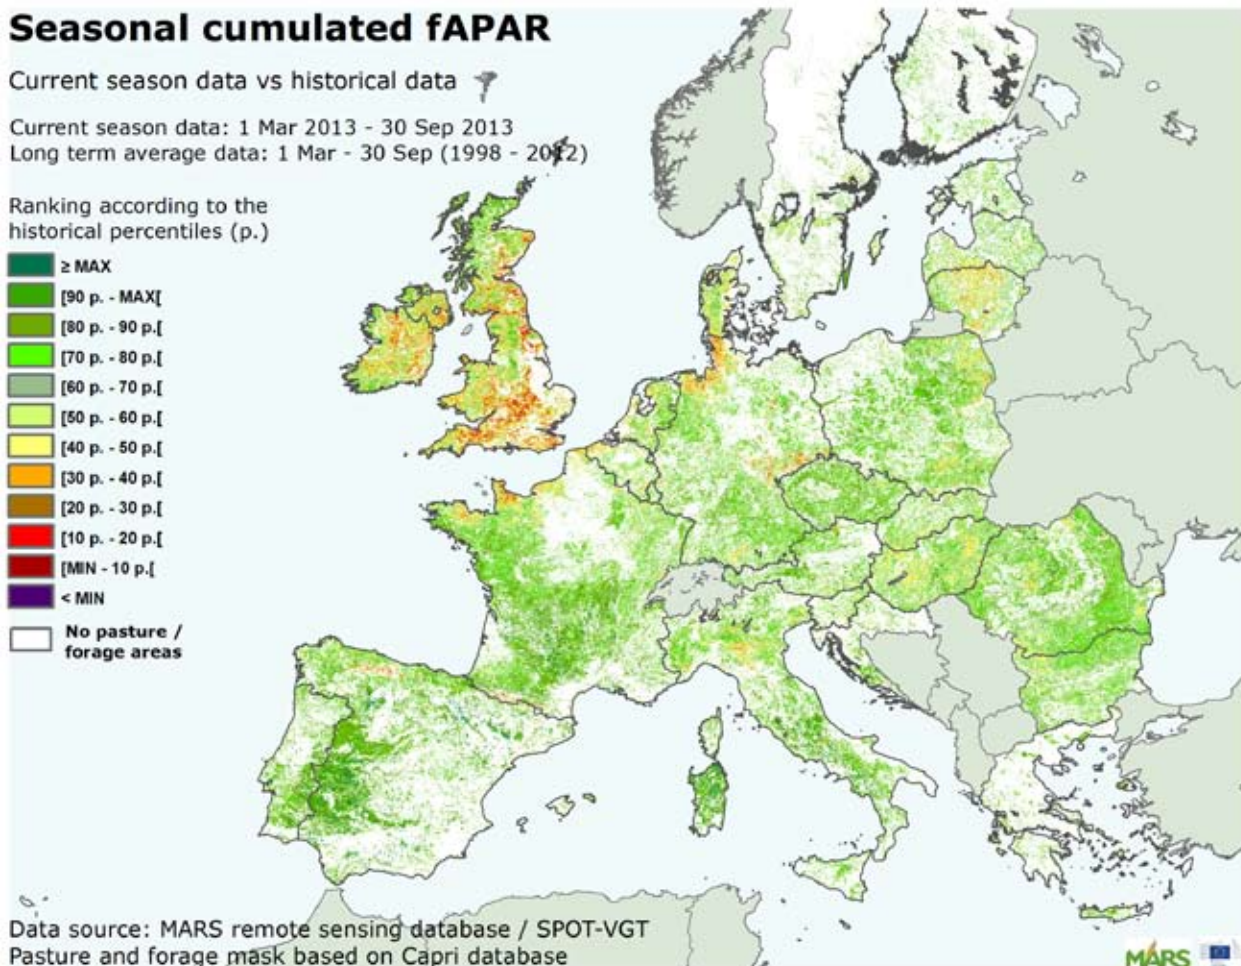 Seasonal cumulated fAPAR
Current season data vs historical data
Current season data: 1 Mar 2013 - 30 Sep 2013
Long term average data: 1 Mar - 30 Sep (1998 - 2012)
Ranking according to the
historical percentiles (p.)
≥ MAX
[90 p. - MAX[
[80 p. - 90 p.[
[70 p. - 80 p.[
[60 p. - 70 p.[
[50 p. - 60 p.[
[40 p. - 50 p.[
[30 p. - 40 p.[
[20 p. - 30 p.[
[10 p. - 20 p.[
[MIN - 10 p.[
< MIN
No pasture /
forage areas
Data source: MARS remote sensing database / SPOT-VGT
Pasture and forage mask based on Capri database
MARS